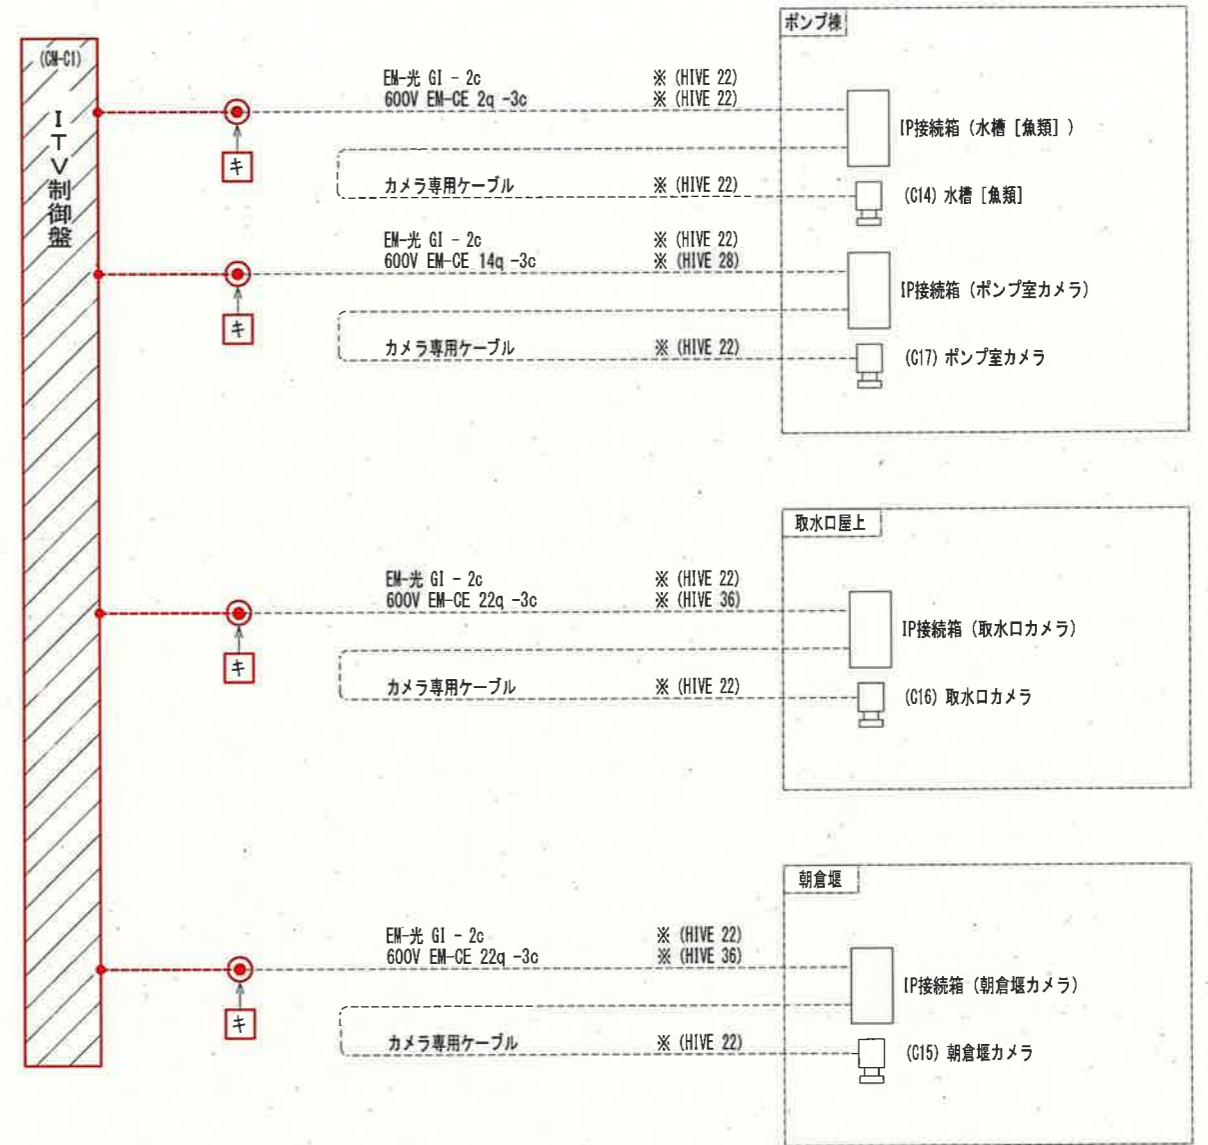 (CM-C1)
ITV制御盤
ポンプ棟
EM-光 GI - 2c ※ (HIVE 22)
600V EM-CE 2q -3c ※ (HIVE 22)
キ
IP接続箱 (水槽 [魚類] )
カメラ専用ケーブル ※ (HIVE 22)
(C14) 水槽 [魚類]
EM-光 GI - 2c ※ (HIVE 22)
600V EM-CE 14q -3c ※ (HIVE 28)
キ
IP接続箱 (ポンプ室カメラ)
カメラ専用ケーブル ※ (HIVE 22)
(C17) ポンプ室カメラ
取水口屋上
EM-光 GI - 2c ※ (HIVE 22)
600V EM-CE 22q -3c ※ (HIVE 36)
キ
IP接続箱 (取水口カメラ)
カメラ専用ケーブル ※ (HIVE 22)
(C16) 取水口カメラ
朝倉堰
EM-光 GI - 2c ※ (HIVE 22)
600V EM-CE 22q -3c ※ (HIVE 36)
キ
IP接続箱 (朝倉堰カメラ)
カメラ専用ケーブル ※ (HIVE 22)
(C15) 朝倉堰カメラ